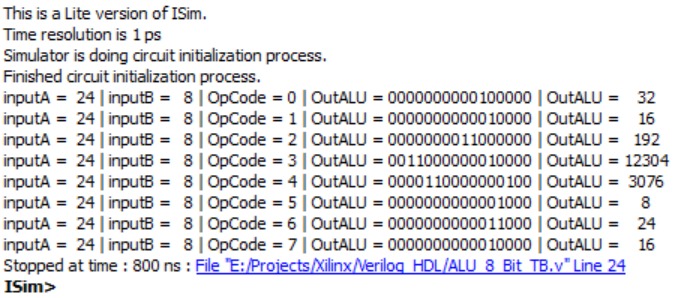 This is a Lite version of ISim.
Time resolution is 1 ps
Simulator is doing circuit initialization process.
Finished circuit initialization process.
inputA = 24 | inputB = 8 | OpCode = 0 | OutALU = 0000000000100000 | OutALU = 32
inputA = 24 | inputB = 8 | OpCode = 1 | OutALU = 0000000000010000 | OutALU = 16
inputA = 24 | inputB = 8 | OpCode = 2 | OutALU = 0000000011000000 | OutALU = 192
inputA = 24 | inputB = 8 | OpCode = 3 | OutALU = 0011000000010000 | OutALU = 12304
inputA = 24 | inputB = 8 | OpCode = 4 | OutALU = 0000110000000100 | OutALU = 3076
inputA = 24 | inputB = 8 | OpCode = 5 | OutALU = 0000000000001000 | OutALU = 8
inputA = 24 | inputB = 8 | OpCode = 6 | OutALU = 0000000000011000 | OutALU = 24
inputA = 24 | inputB = 8 | OpCode = 7 | OutALU = 0000000000010000 | OutALU = 16
Stopped at time : 800 ns : File "E:/Projects/Xilinx/Verilog_HDL/ALU_8_Bit_TB.v" Line 24
ISim>